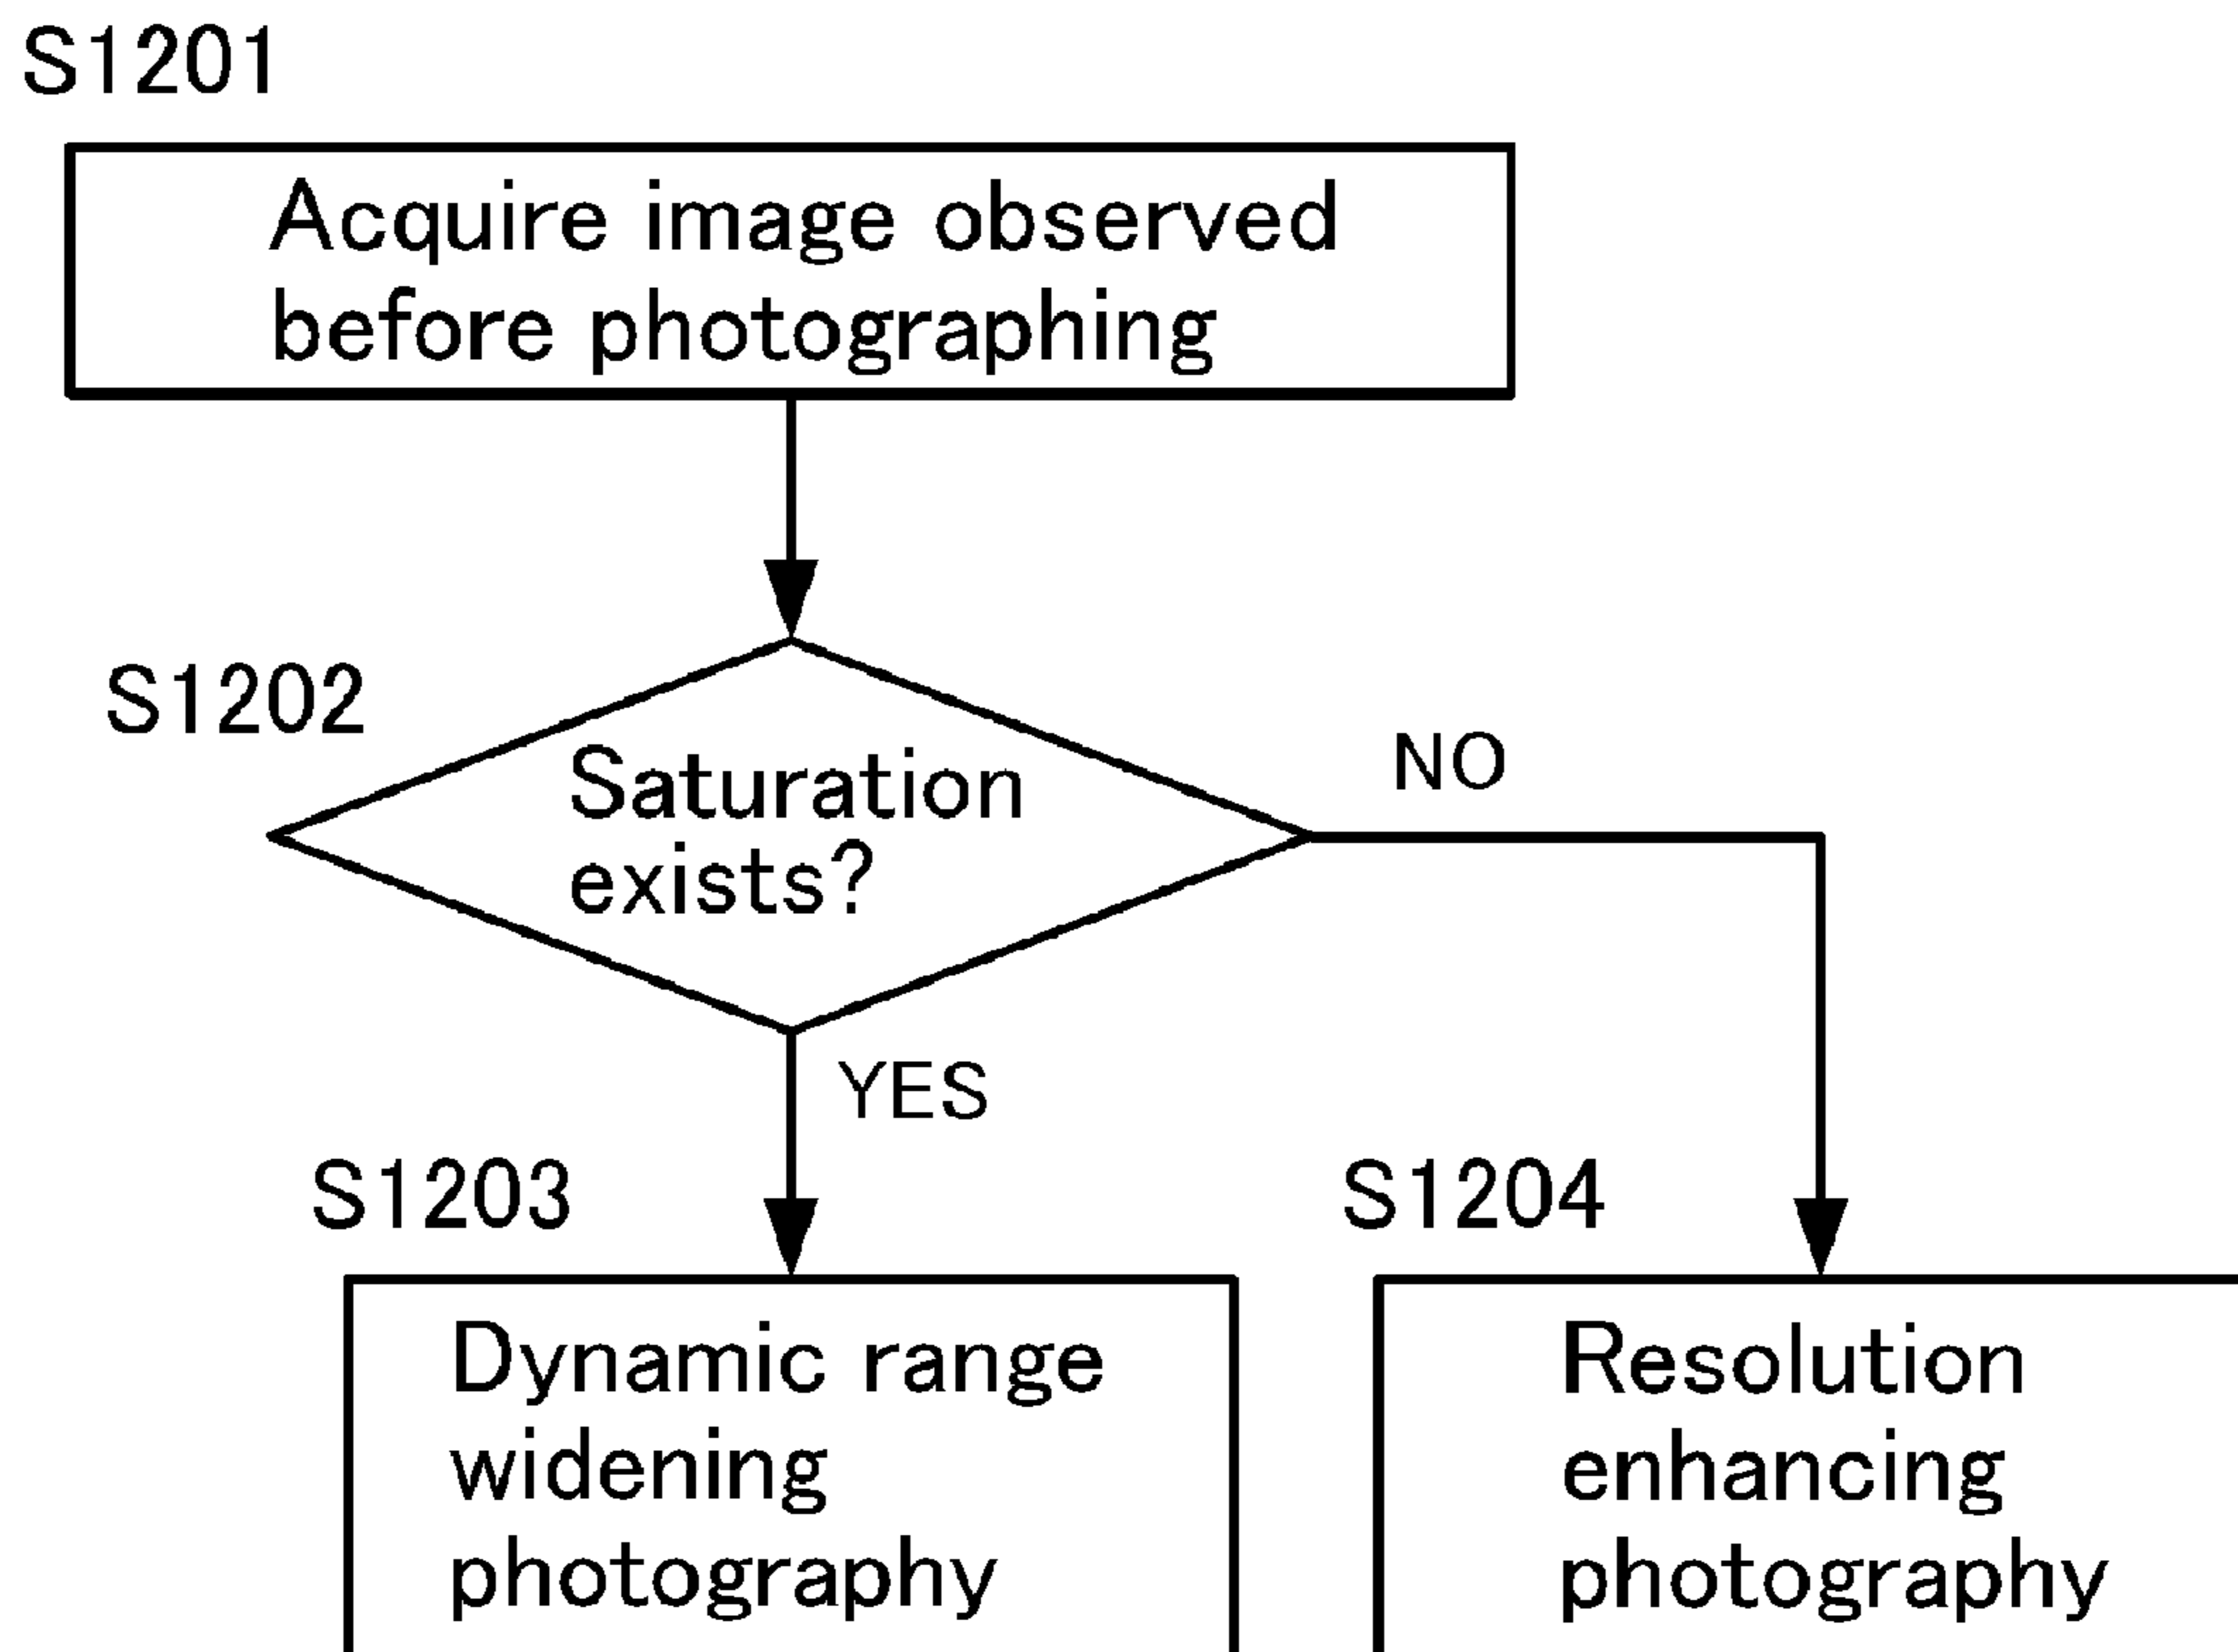 S1201
Acquire image observed
before photographing
S1202
Saturation
exists?
NO
YES
S1203
Dynamic range
widening
photography
S1204
Resolution
enhancing
photography